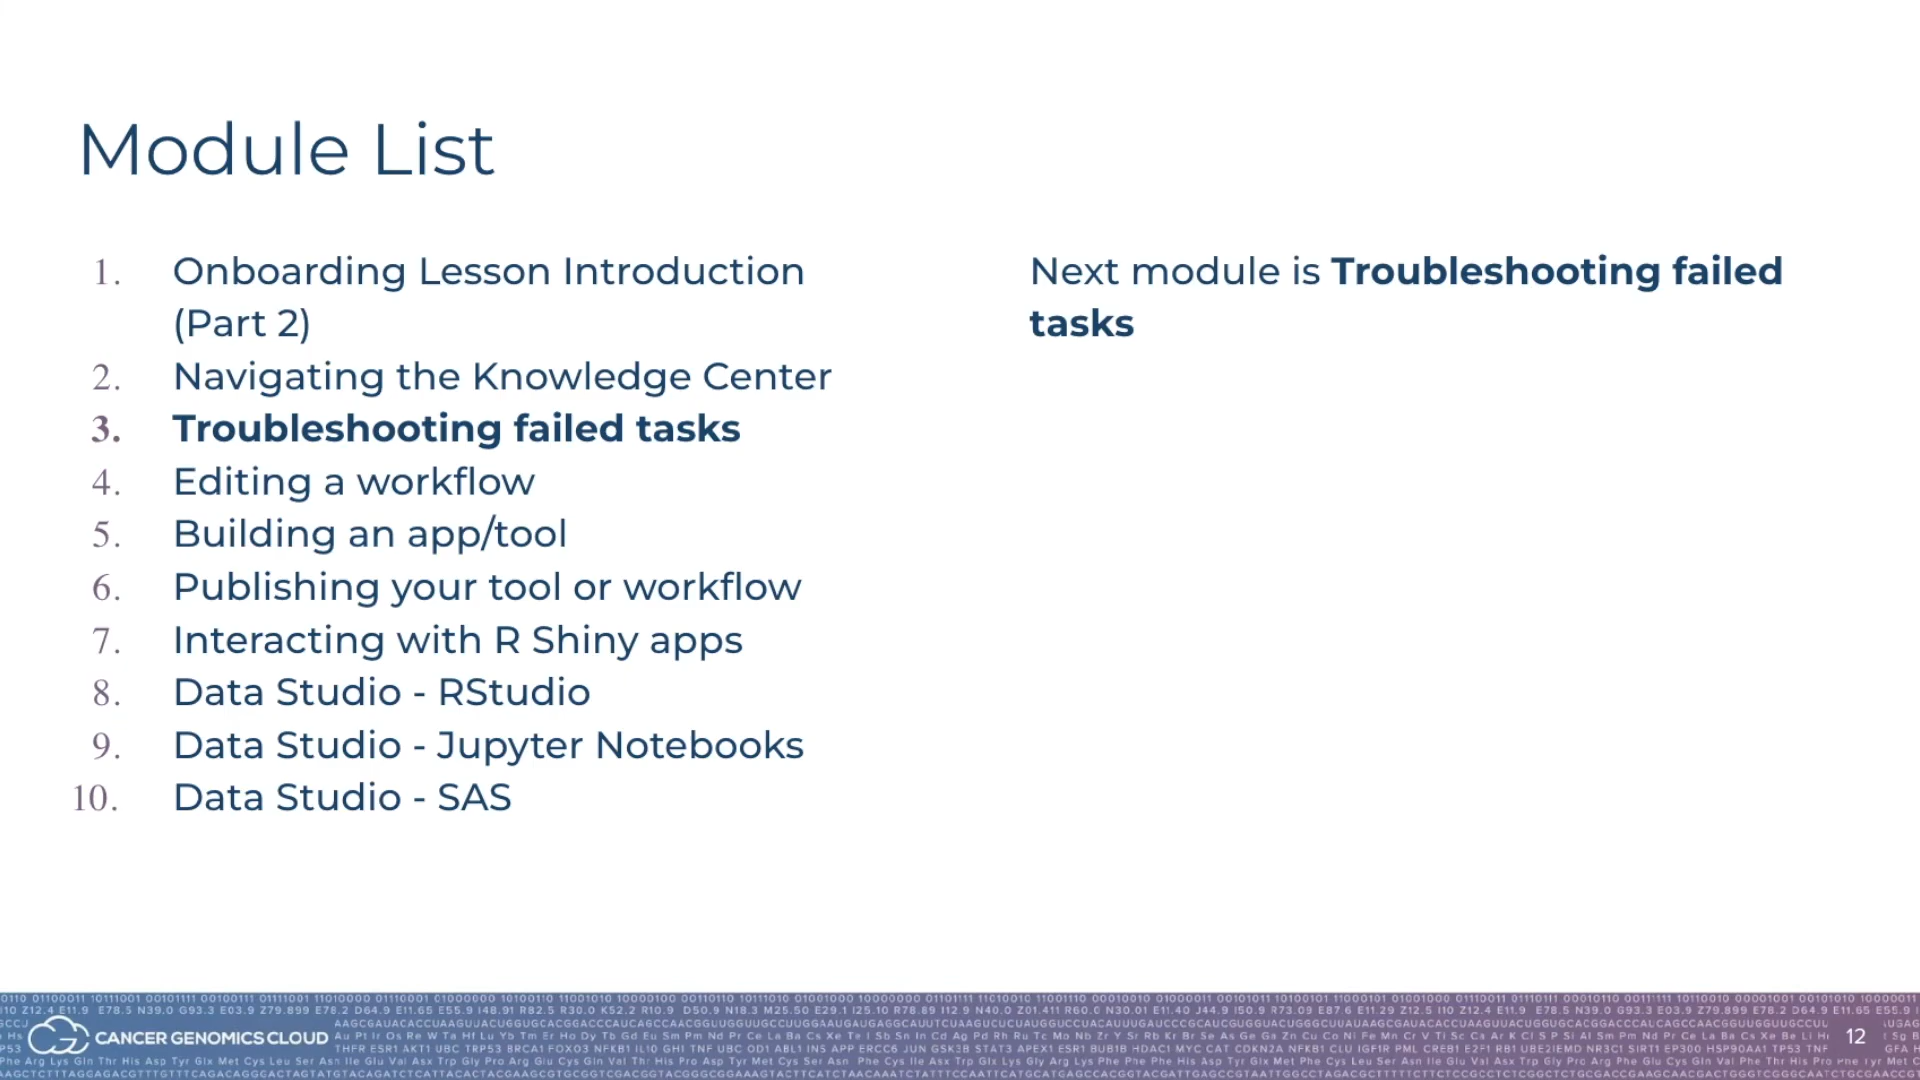 Module List
1. Onboarding Lesson Introduction
(Part 2)
2. Navigating the Knowledge Center
3. Troubleshooting failed tasks
4. Editing a workflow
5. Building an app/tool
6. Publishing your tool or workflow
7. Interacting with R Shiny apps
8. Data Studio - RStudio
9. Data Studio - Jupyter Notebooks
10. Data Studio - SAS
Next module is Troubleshooting failed
tasks
CANCER GENOMICS CLOUD
12